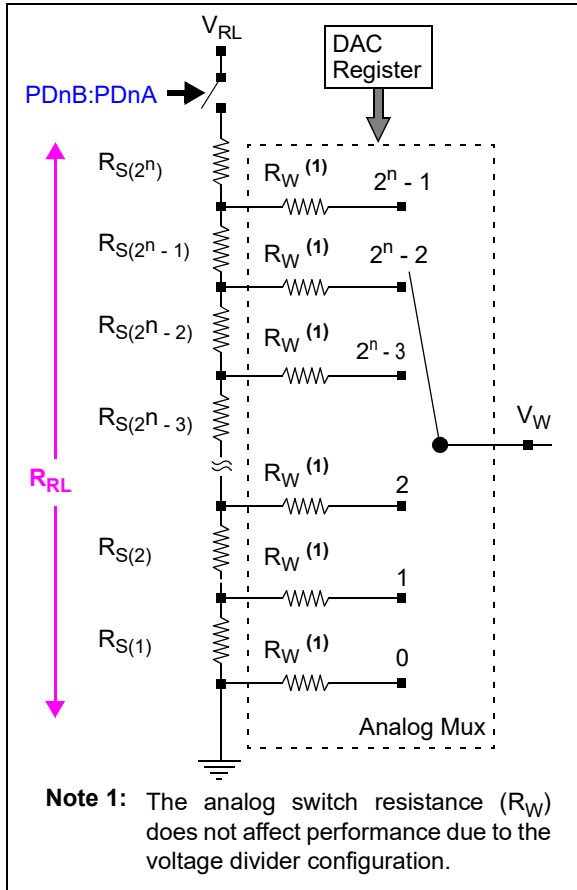 V_RL
DAC
Register
PDnB:PDnA
R_S(2^n)
R_W (1)
2^n - 1
R_S(2^n - 1)
R_W (1)
2^n - 2
R_S(2^n - 2)
R_W (1)
2^n - 3
R_S(2^n - 3)
V_W
R_RL
R_W (1)
2
R_S(2)
R_W (1)
1
R_S(1)
R_W (1)
0
Analog Mux
Note 1: The analog switch resistance (R_W)
does not affect performance due to the
voltage divider configuration.